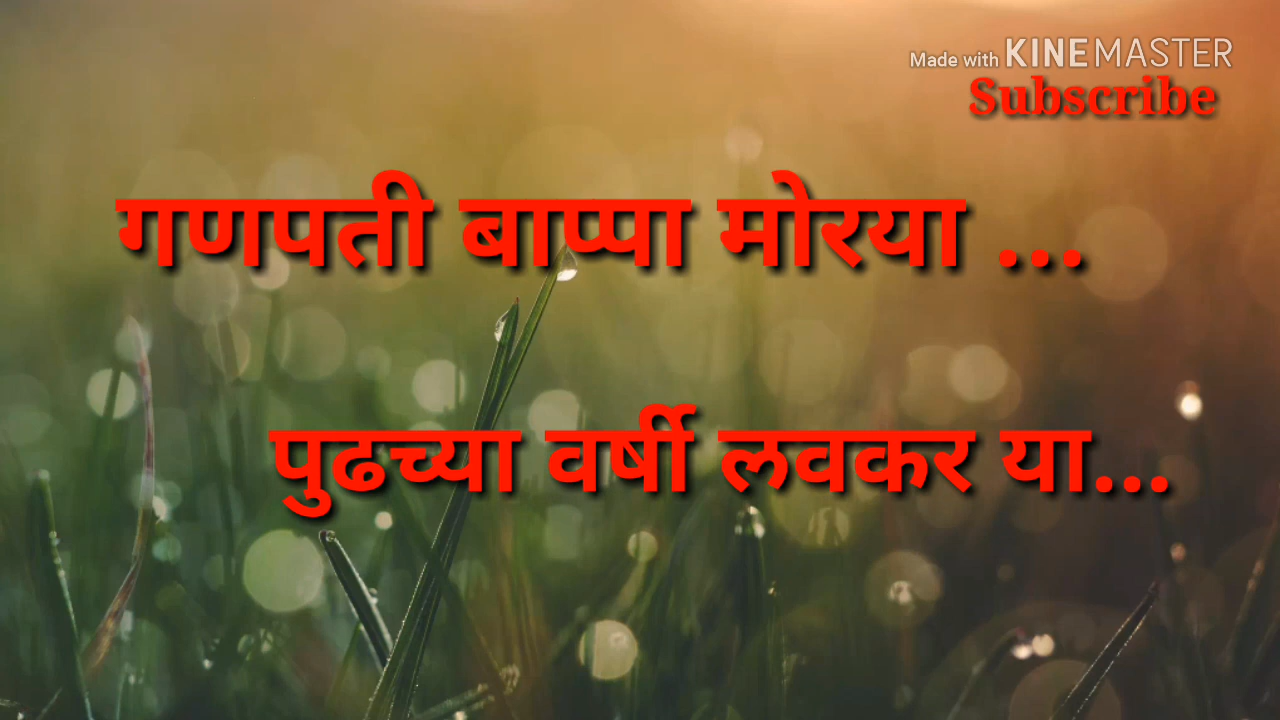 Made with KINEMASTER
Subscribe
गणपती बाप्पा मोरया ...
पुढच्या वर्षी लवकर या...